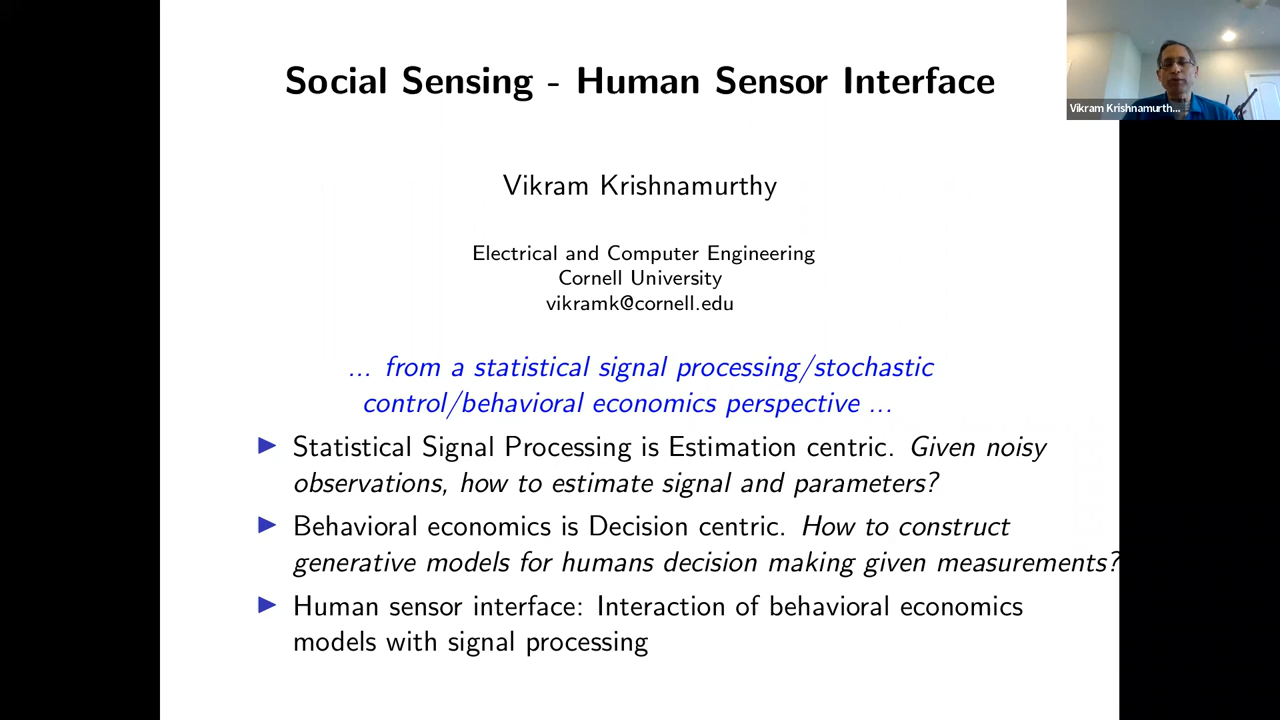 Social Sensing - Human Sensor Interface
Vikram Krishnamurth...
Vikram Krishnamurthy
Electrical and Computer Engineering
Cornell University
vikramk@cornell.edu
... from a statistical signal processing/stochastic
control/behavioral economics perspective ...
▶ Statistical Signal Processing is Estimation centric. Given noisy
observations, how to estimate signal and parameters?
▶ Behavioral economics is Decision centric. How to construct
generative models for humans decision making given measurements?
▶ Human sensor interface: Interaction of behavioral economics
models with signal processing